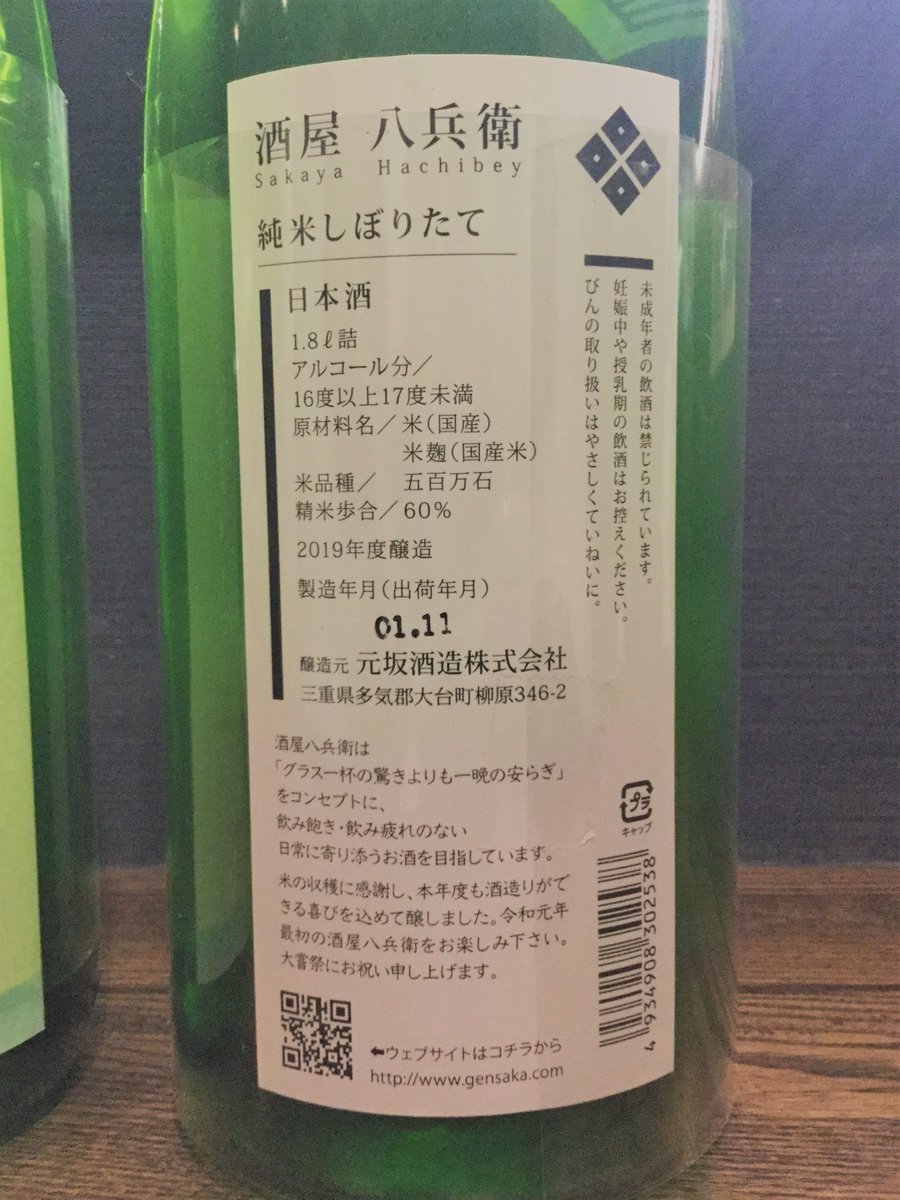 酒屋 八兵衛
Sakaya Hachibey
純米しぼりたて
日本酒
1.8ℓ詰
アルコール分／
16度以上17度未満
原材料名／米(国産)
米麹(国産米)
米品種／ 五百万石
精米歩合／60%
2019年度醸造
製造年月(出荷年月)
01.11
醸造元 元坂酒造株式会社
三重県多気郡大台町柳原346-2
未成年者の飲酒は禁じられています。
妊娠中や授乳期の飲酒はお控えください。
びんの取り扱いはやさしくていねいに。
酒屋八兵衛は
「グラス一杯の驚きよりも一晩の安らぎ」
をコンセプトに、
飲み飽き・飲み疲れのない
日常に寄り添うお酒を目指しています。
米の収穫に感謝し、本年度も酒造りがで
きる喜びを込めて醸しました。令和元年
最初の酒屋八兵衛をお楽しみ下さい。
大嘗祭にお祝い申し上げます。
プラ
キャップ
4 934908 302538
⬅ウェブサイトはコチラから
http://www.gensaka.com